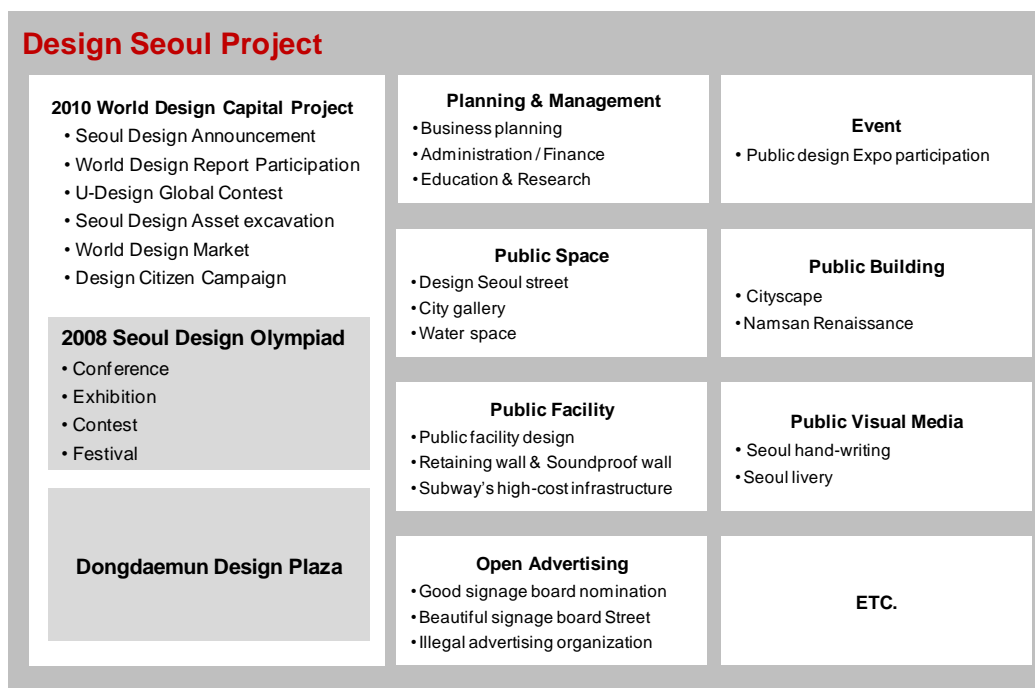 Design Seoul Project
2010 World Design Capital Project
• Seoul Design Announcement
• World Design Report Participation
• U-Design Global Contest
• Seoul Design Asset excavation
• World Design Market
• Design Citizen Campaign
2008 Seoul Design Olympiad
• Conference
• Exhibition
• Contest
• Festival
Dongdaemun Design Plaza
Planning & Management
• Business planning
• Administration / Finance
• Education & Research
Event
• Public design Expo participation
Public Space
• Design Seoul street
• City gallery
• Water space
Public Building
• Cityscape
• Namsan Renaissance
Public Facility
• Public facility design
• Retaining wall & Soundproof wall
• Subway's high-cost infrastructure
Public Visual Media
• Seoul hand-writing
• Seoul livery
Open Advertising
• Good signage board nomination
• Beautiful signage board Street
• Illegal advertising organization
ETC.